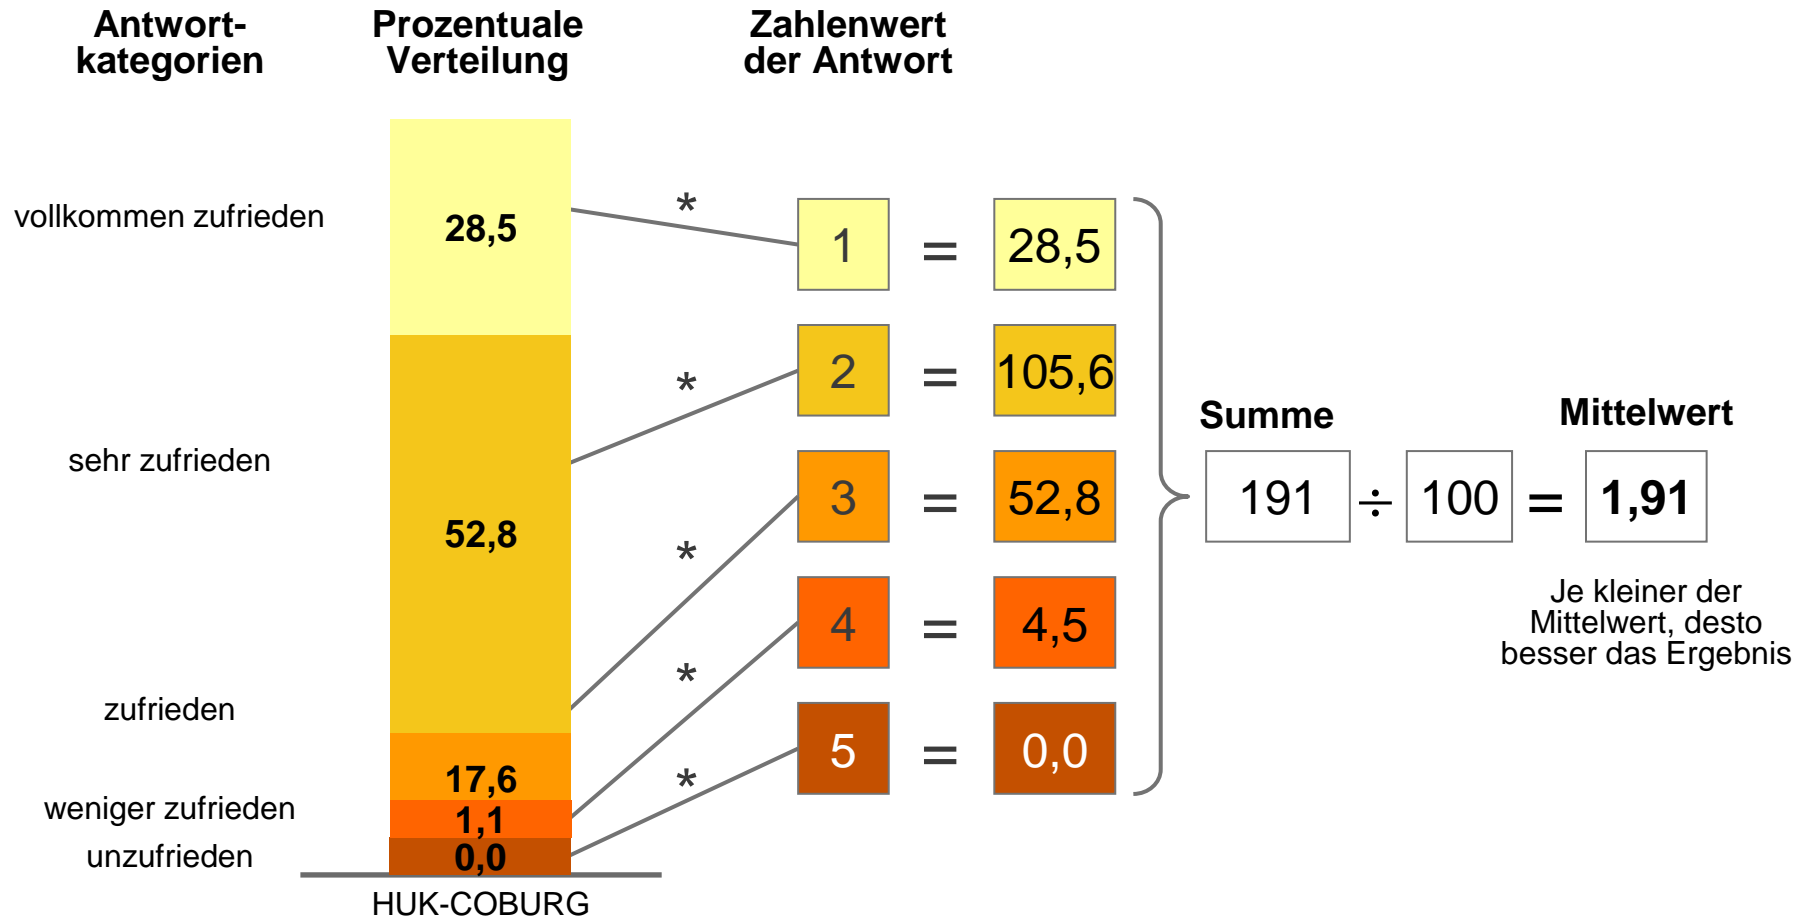 Antwort-
kategorien
Prozentuale
Verteilung
Zahlenwert
der Antwort
vollkommen zufrieden
28,5
*
1 = 28,5
sehr zufrieden
52,8
*
2 = 105,6
zufrieden
17,6
*
3 = 52,8
weniger zufrieden
1,1
*
4 = 4,5
unzufrieden
0,0
*
5 = 0,0
HUK-COBURG
Summe
Mittelwert
191 ÷ 100 = 1,91
Je kleiner der
Mittelwert, desto
besser das Ergebnis